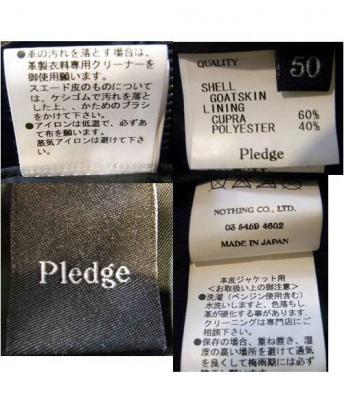 ●革の汚れを落とす場合は、
革製衣料専用クリーナーを
御使用願います。
スエード皮のものについて
は、ケシゴムで汚れを落と
した上、、かためのブラシ
をかけて下さい。
●アイロンは低温で、必ずあ
て布を願います。
蒸気アイロンは避けて下さ
い。
QUALITY 50
SHELL
GOATSKIN
LINING
CUPRA 60%
POLYESTER 40%
Pledge
Pledge
NOTHING CO., LTD.
03 5459 4602
MADE IN JAPAN
本皮ジャケット用
<お取扱い上の御注意>
●洗濯(ベンジン使用含む)
水洗いしますと、色落ちし、
革が硬化する事があります。
クリーニングは専門店にご
相談下さい。
●保存の場合、重ね置き、湿
度の高い場所を避けて通気
を良くして梅雨期には必ず